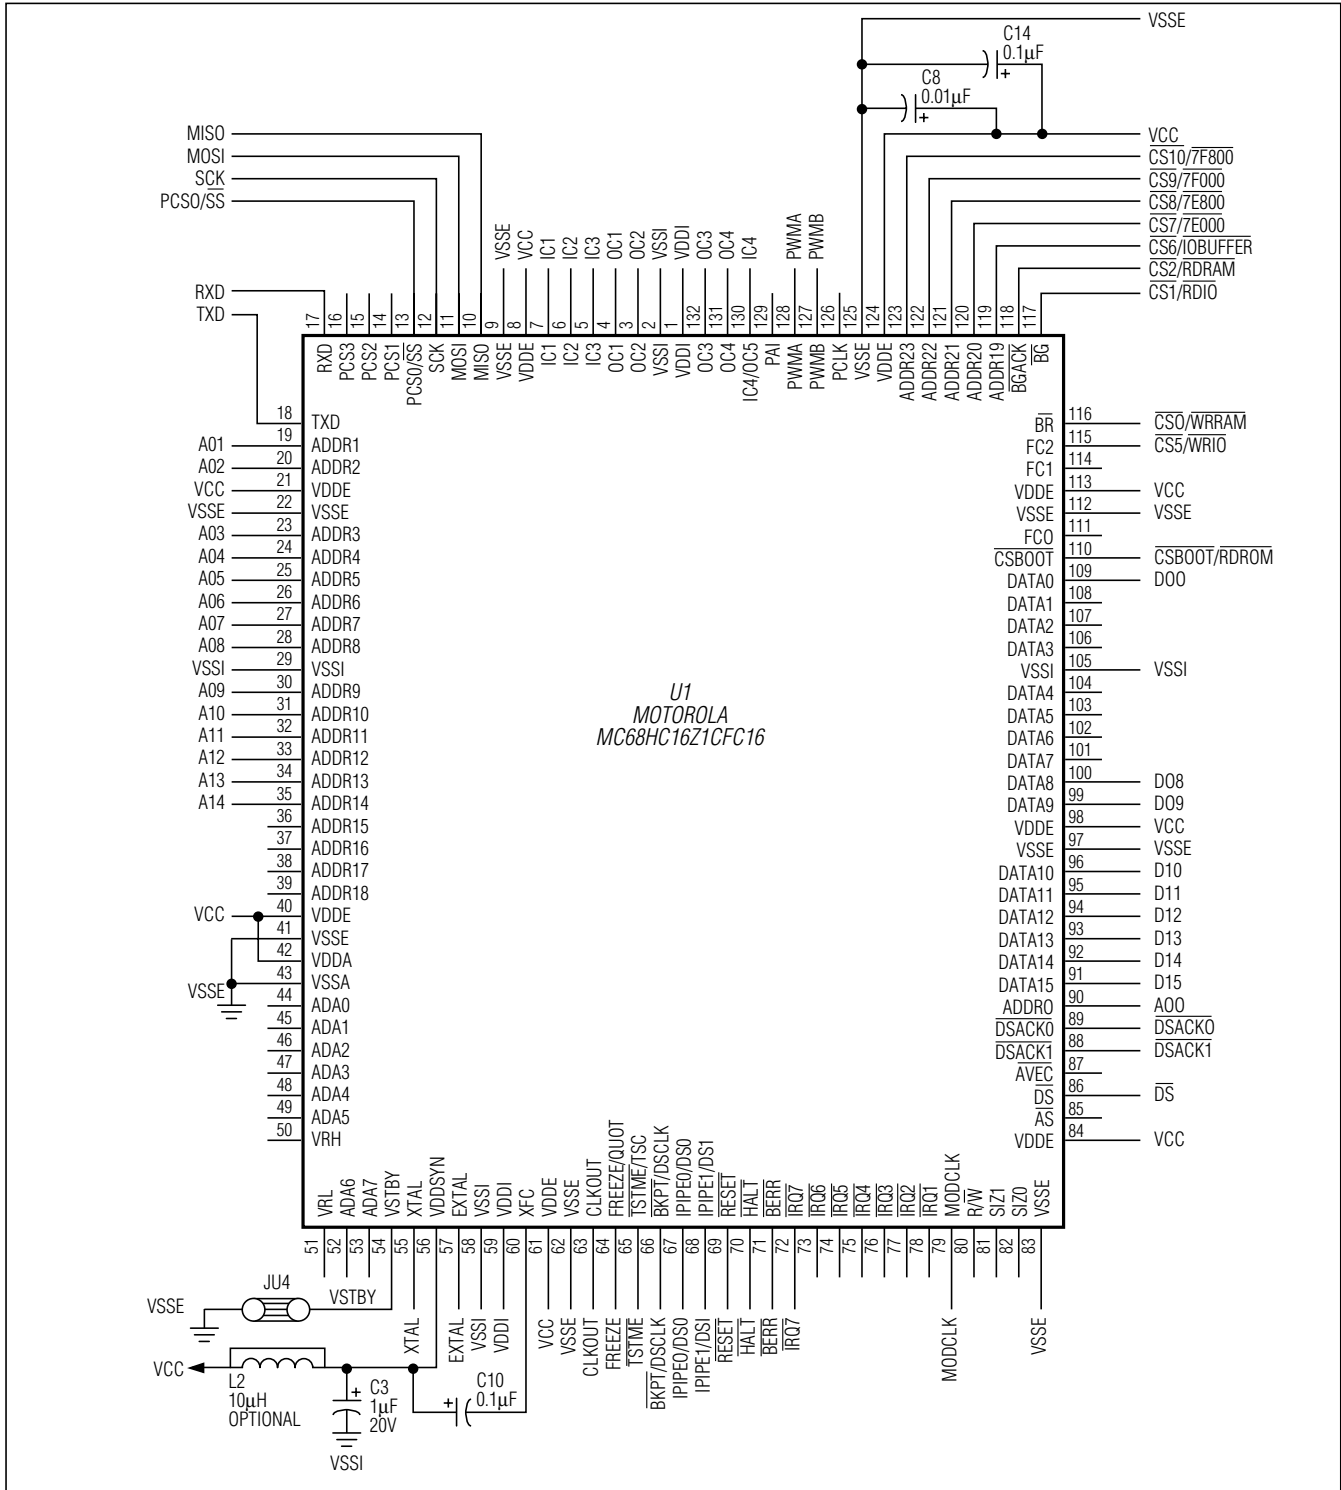 VSSE
C14
0.1µF
C8
0.01µF
VCC
CS10/7F800
CS9/7F000
CS8/7E800
CS7/7E000
CS6/IOBUFFER
CS2/RDRAM
CS1/RDIO
MISO
MOSI
SCK
PCSO/SS
RXD
TXD
VSSE VCC IC1 IC2 IC3 OC1 OC2 VSSI VDDI OC3 OC4 IC4 PWMA PWMB
17 16 15 14 13 12 11 10 9 8 7 6 5 4 3 2 1 132 131 130 129 128 127 126 125 124 123 122 121 120 119 118 117
RXD PCS3 PCS2 PCS1 PCSO/SS SCK MOSI MISO VSSE VDDE IC1 IC2 IC3 OC1 OC2 VSSI VDDI OC3 OC4 IC4/OC5 PAI PWMA PWMB PCLK VSSE VDDE ADDR23 ADDR22 ADDR21 ADDR20 ADDR19 BGACK BG
18 TXD
A01 19 ADDR1
A02 20 ADDR2
VCC 21 VDDE
VSSE 22 VSSE
A03 23 ADDR3
A04 24 ADDR4
A05 25 ADDR5
A06 26 ADDR6
A07 27 ADDR7
A08 28 ADDR8
VSSI 29 VSSI
A09 30 ADDR9
A10 31 ADDR10
A11 32 ADDR11
A12 33 ADDR12
A13 34 ADDR13
A14 35 ADDR14
36 ADDR15
37 ADDR16
38 ADDR17
39 ADDR18
VCC 40 VDDE
41 VSSE
42 VDDA
VSSE 43 VSSA
44 ADA0
45 ADA1
46 ADA2
47 ADA3
48 ADA4
49 ADA5
50 VRH
U1
MOTOROLA
MC68HC16Z1CFC16
BR 116 CSO/WRRAM
FC2 115 CS5/WRIO
FC1 114
VDDE 113 VCC
VSSE 112 VSSE
FCO 111
CSBOOT 110 CSBOOT/RDROM
DATA0 109 DOO
DATA1 108
DATA2 107
DATA3 106
VSSI 105 VSSI
DATA4 104
DATA5 103
DATA6 102
DATA7 101
DATA8 100 DO8
DATA9 99 DO9
VDDE 98 VCC
VSSE 97 VSSE
DATA10 96 D10
DATA11 95 D11
DATA12 94 D12
DATA13 93 D13
DATA14 92 D14
DATA15 91 D15
ADDRO 90 AOO
DSACK0 89 DSACKO
DSACK1 88 DSACK1
AVEC 87
DS 86 DS
AS 85
VDDE 84 VCC
VRL ADA6 ADA7 VSTBY XTAL VDDSYN EXTAL VSSI VDDI XFC VDDE VSSE CLKOUT FREEZE/QUOT TSTME/TSC BKPT/DSCLK IPIPE0/DS0 IPIPE1/DS1 RESET HALT BERR IRQ7 IRQ6 IRQ5 IRQ4 IRQ3 IRQ2 IRQ1 MODCLK R/W SIZ1 SIZ0 VSSE
51 52 53 54 55 56 57 58 59 60 61 62 63 64 65 66 67 68 69 70 71 72 73 74 75 76 77 78 79 80 81 82 83
JU4
VSSE
VSTBY
XTAL EXTAL VSSI VDDI VCC VSSE CLKOUT FREEZE TSTME BKPT/DSCLK IPIPEO/DS0 IPIPE1/DSI RESET HALT BERR IRQ7 MODCLK VSSE
VCC
L2
10µH
OPTIONAL
C3
1µF
20V
VSSI
C10
0.1µF